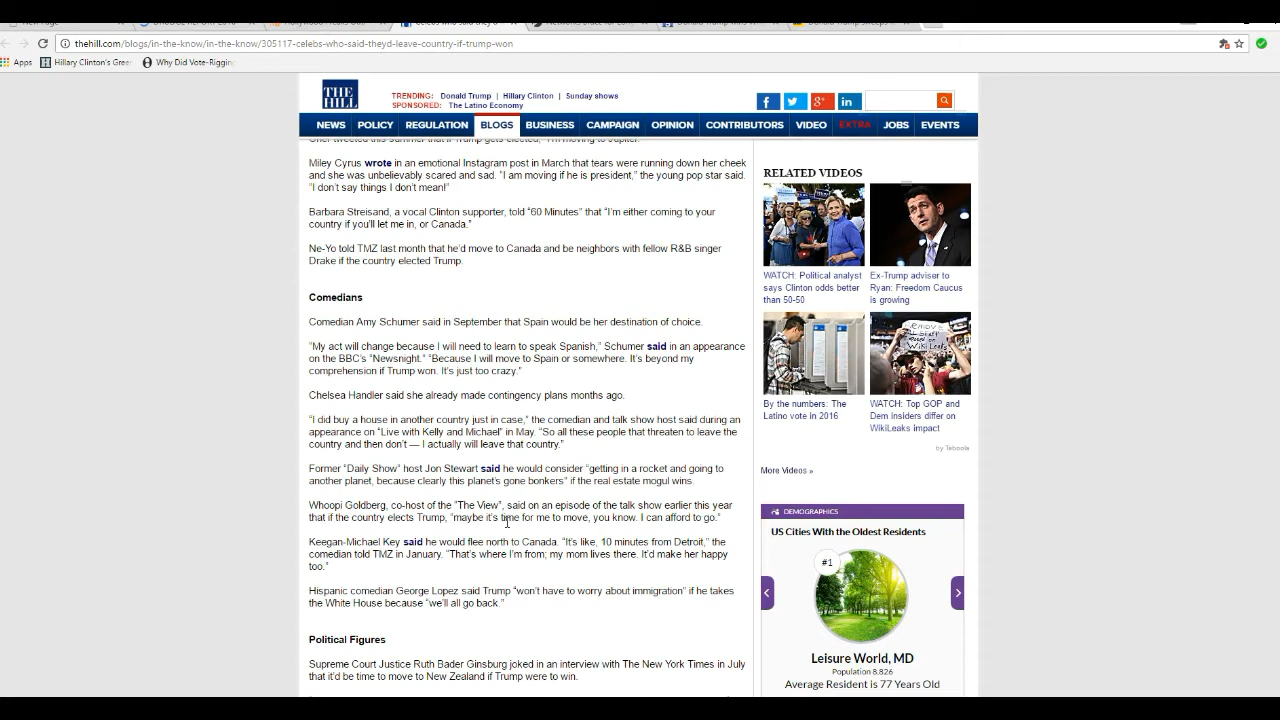 thehill.com/blogs/in-the-know/in-the-know/305117-celebs-who-said-theyd-leave-country-if-trump-won
Apps Hillary Clinton's Greer Why Did Vote-Rigging
THE HILL
TRENDING: Donald Trump | Hillary Clinton | Sunday shows
SPONSORED: The Latino Economy
NEWS POLICY REGULATION BLOGS BUSINESS CAMPAIGN OPINION CONTRIBUTORS VIDEO EXTRA JOBS EVENTS
Cher tweeted this summer that if Trump gets elected, "I'm moving to Jupiter."
Miley Cyrus wrote in an emotional Instagram post in March that tears were running down her cheek
and she was unbelievably scared and sad. "I am moving if he is president," the young pop star said.
"I don't say things I don't mean!"
Barbara Streisand, a vocal Clinton supporter, told "60 Minutes" that "I'm either coming to your
country if you'll let me in, or Canada."
Ne-Yo told TMZ last month that he'd move to Canada and be neighbors with fellow R&B singer
Drake if the country elected Trump.
Comedians
Comedian Amy Schumer said in September that Spain would be her destination of choice.
"My act will change because I will need to learn to speak Spanish," Schumer said in an appearance
on the BBC's "Newsnight." "Because I will move to Spain or somewhere. It's beyond my
comprehension if Trump won. It's just too crazy."
Chelsea Handler said she already made contingency plans months ago.
"I did buy a house in another country just in case," the comedian and talk show host said during an
appearance on "Live with Kelly and Michael" in May. "So all these people that threaten to leave the
country and then don't — I actually will leave that country."
Former "Daily Show" host Jon Stewart said he would consider "getting in a rocket and going to
another planet, because clearly this planet's gone bonkers" if the real estate mogul wins.
Whoopi Goldberg, co-host of the "The View", said on an episode of the talk show earlier this year
that if the country elects Trump, "maybe it's time for me to move, you know. I can afford to go."
Keegan-Michael Key said he would flee north to Canada. "It's like, 10 minutes from Detroit," the
comedian told TMZ in January. "That's where I'm from; my mom lives there. It'd make her happy
too."
Hispanic comedian George Lopez said Trump "won't have to worry about immigration" if he takes
the White House because "we'll all go back."
Political Figures
Supreme Court Justice Ruth Bader Ginsburg joked in an interview with The New York Times in July
that it'd be time to move to New Zealand if Trump were to win.
RELATED VIDEOS
WATCH: Political analyst
says Clinton odds better
than 50-50
Ex-Trump adviser to
Ryan: Freedom Caucus
is growing
By the numbers: The
Latino vote in 2016
WATCH: Top GOP and
Dem insiders differ on
WikiLeaks impact
by Taboola
More Videos »
DEMOGRAPHICS
US Cities With the Oldest Residents
#1
Leisure World, MD
Population 8,826
Average Resident is 77 Years Old